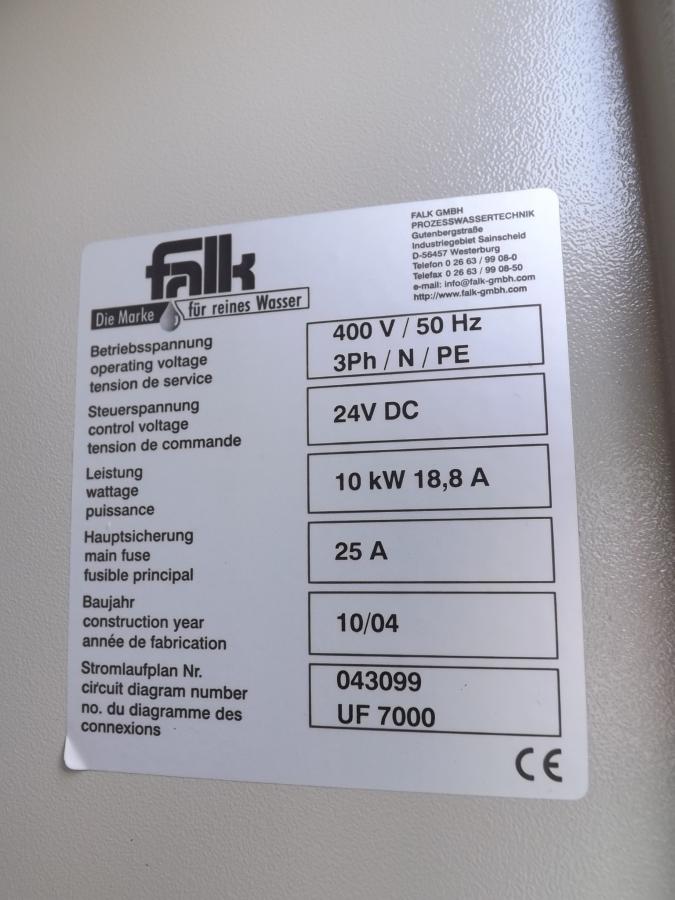 FALK GMBH
PROZESSWASSERTECHNIK
Gutenbergstraße
Industriegebiet Sainscheid
D-56457 Westerburg
Telefon 0 26 63 / 99 08-0
Telefax 0 26 63 / 99 08-50
e-mail: info@falk-gmbh.com
http://www.falk-gmbh.com
falk
Die Marke für reines Wasser
Betriebsspannung
operating voltage
tension de service
400 V / 50 Hz
3Ph / N / PE
Steuerspannung
control voltage
tension de commande
24V DC
Leistung
wattage
puissance
10 kW 18,8 A
Hauptsicherung
main fuse
fusible principal
25 A
Baujahr
construction year
année de fabrication
10/04
Stromlaufplan Nr.
circuit diagram number
no. du diagramme des
connexions
043099
UF 7000
CE